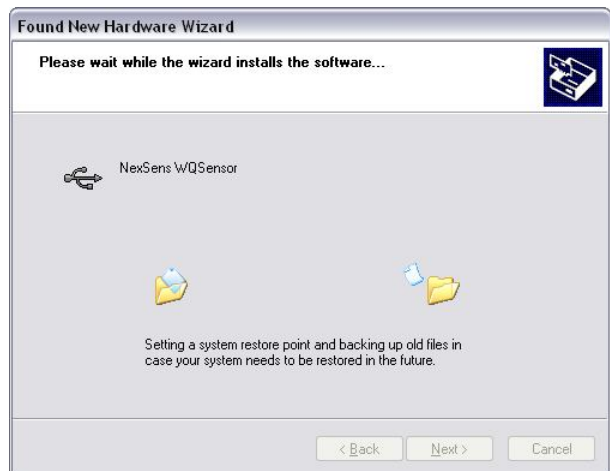 Found New Hardware Wizard
Please wait while the wizard installs the software...
NexSens WQSensor
Setting a system restore point and backing up old files in
case your system needs to be restored in the future.
< Back
Next >
Cancel